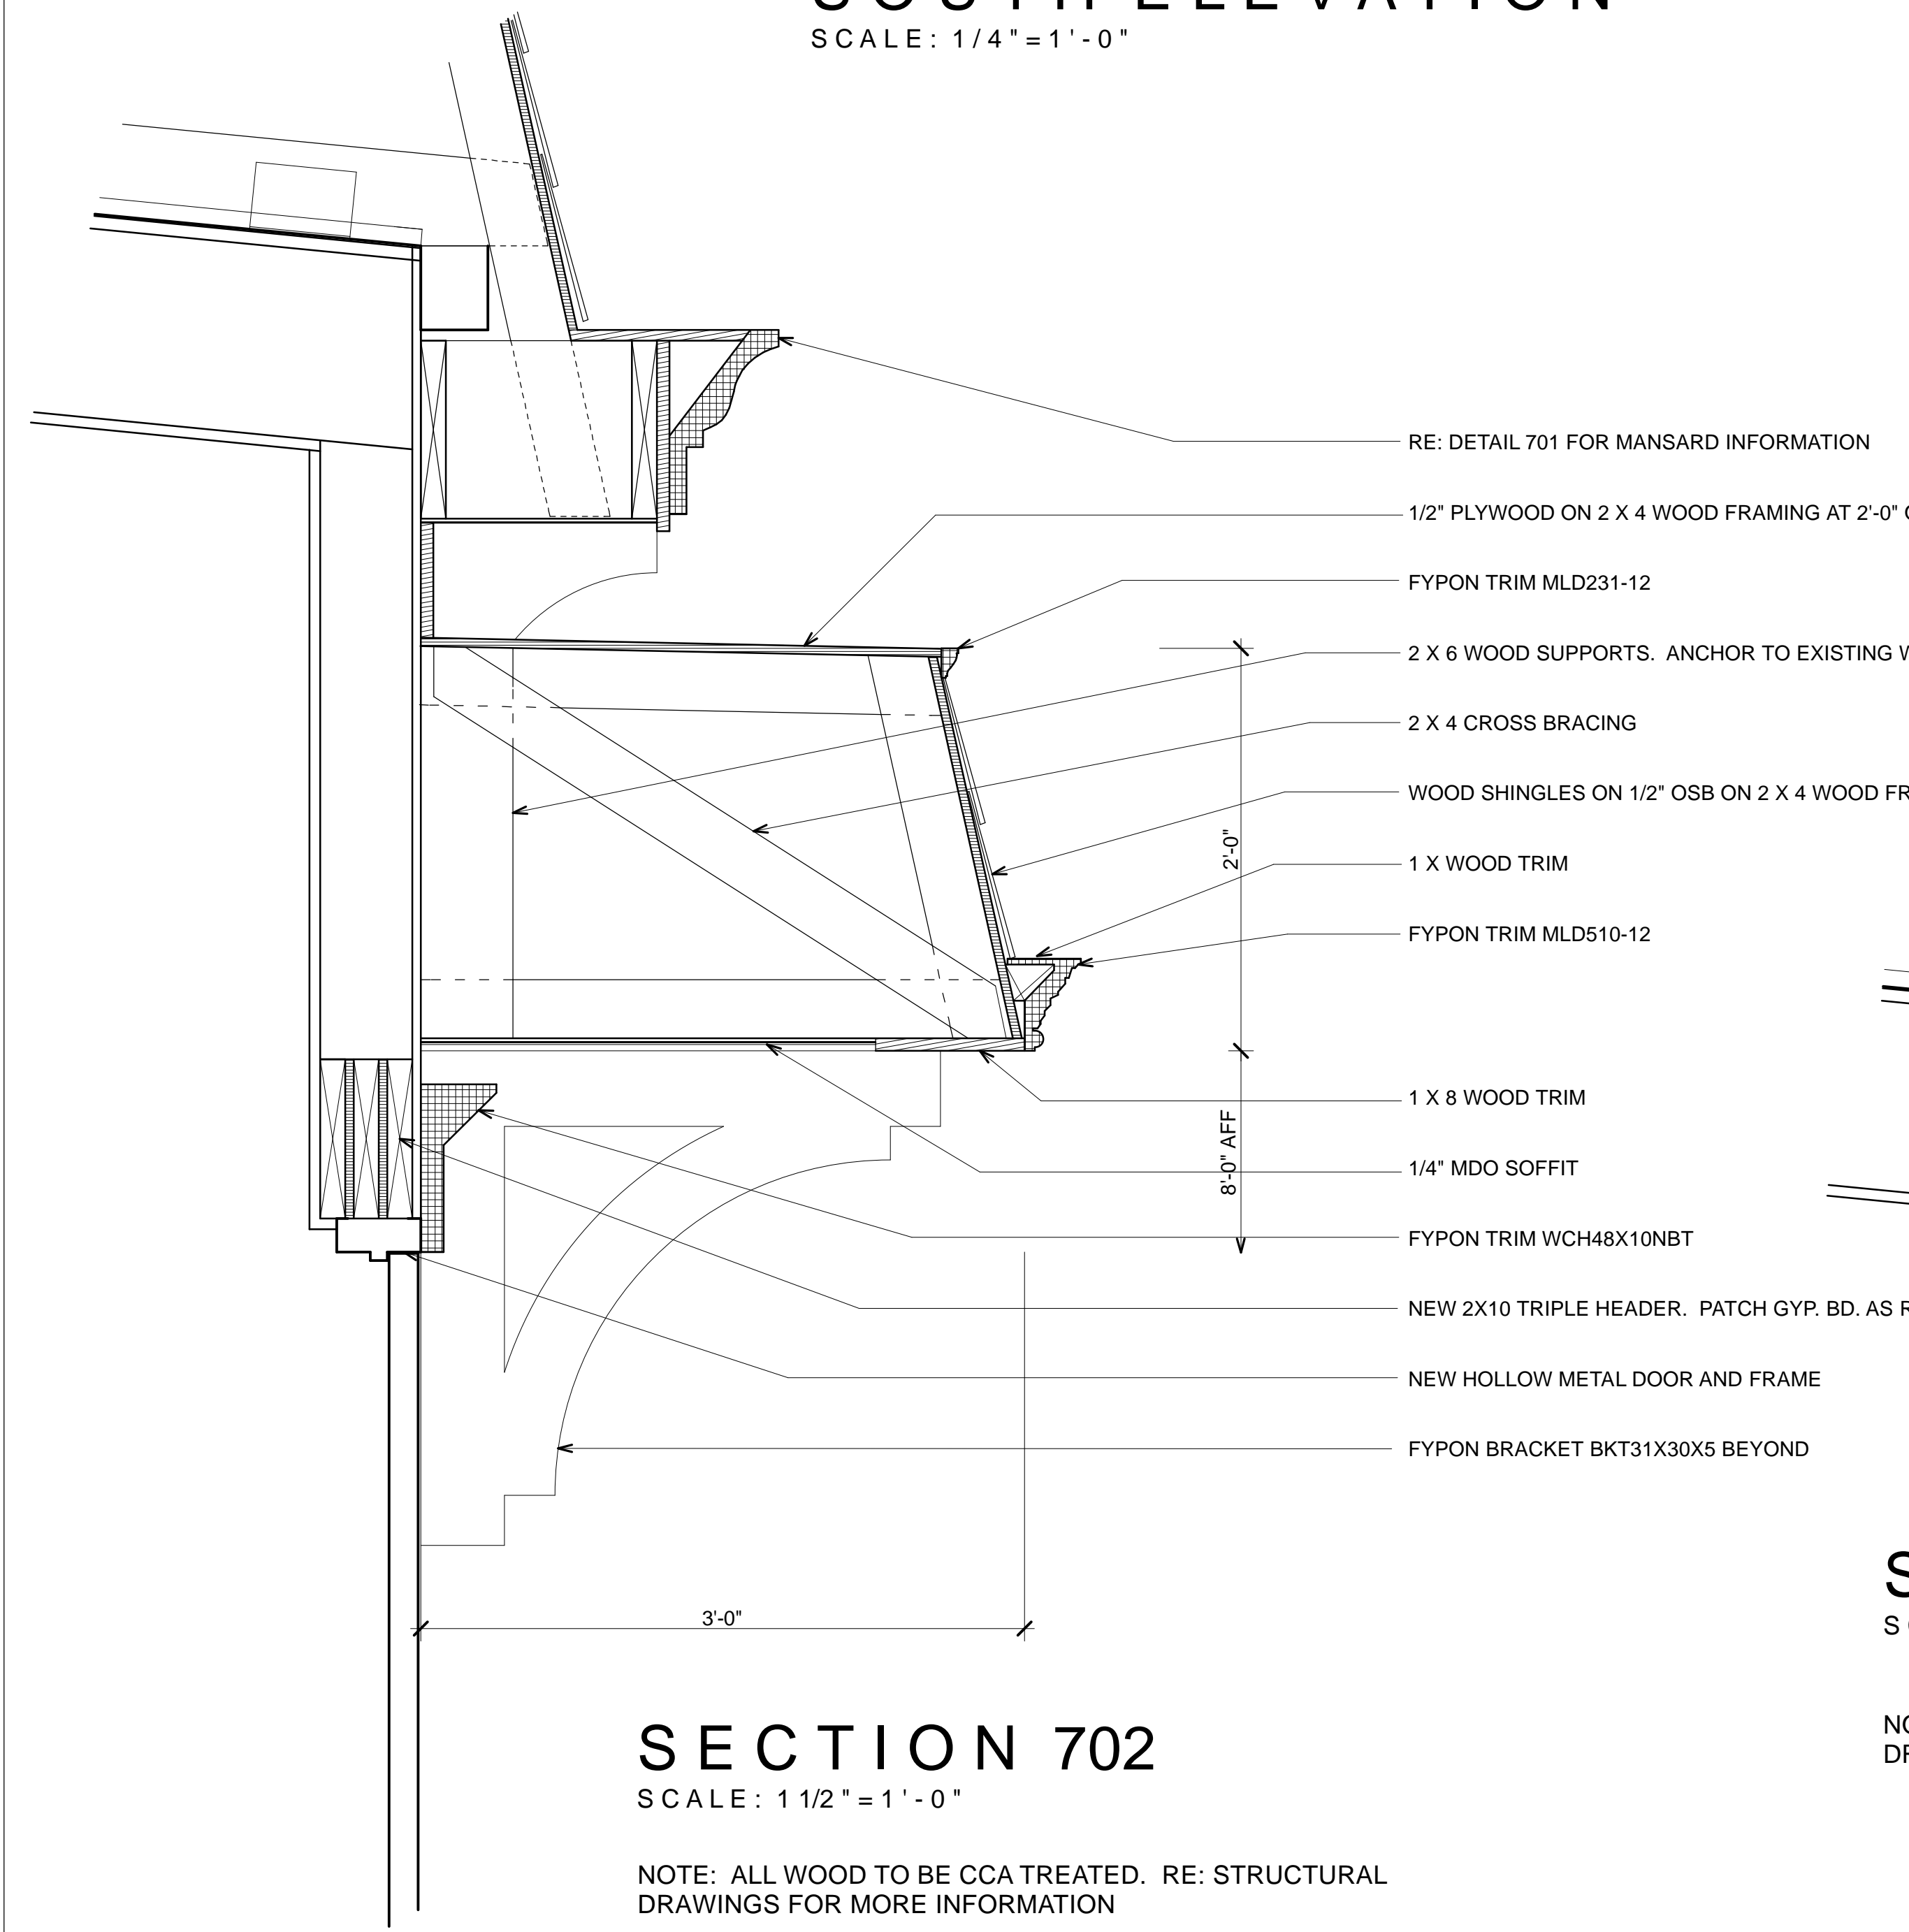 SOUTH ELEVATION
SCALE: 1/4"=1'-0"
RE: DETAIL 701 FOR MANSARD INFORMATION
1/2" PLYWOOD ON 2 X 4 WOOD FRAMING AT 2'-0"
FYPON TRIM MLD231-12
2 X 6 WOOD SUPPORTS.  ANCHOR TO EXISTING
2 X 4 CROSS BRACING
WOOD SHINGLES ON 1/2" OSB ON 2 X 4 WOOD
2'-0"
1 X WOOD TRIM
FYPON TRIM MLD510-12
1 X 8 WOOD TRIM
8'-0" AFF
1/4" MDO SOFFIT
FYPON TRIM WCH48X10NBT
NEW 2X10 TRIPLE HEADER.  PATCH GYP. BD. AS
NEW HOLLOW METAL DOOR AND FRAME
FYPON BRACKET BKT31X30X5 BEYOND
3'-0"
SECTION 702
SCALE: 1 1/2"=1'-0"
NOTE:  ALL WOOD TO BE CCA TREATED.  RE: STRUCTURAL
DRAWINGS FOR MORE INFORMATION